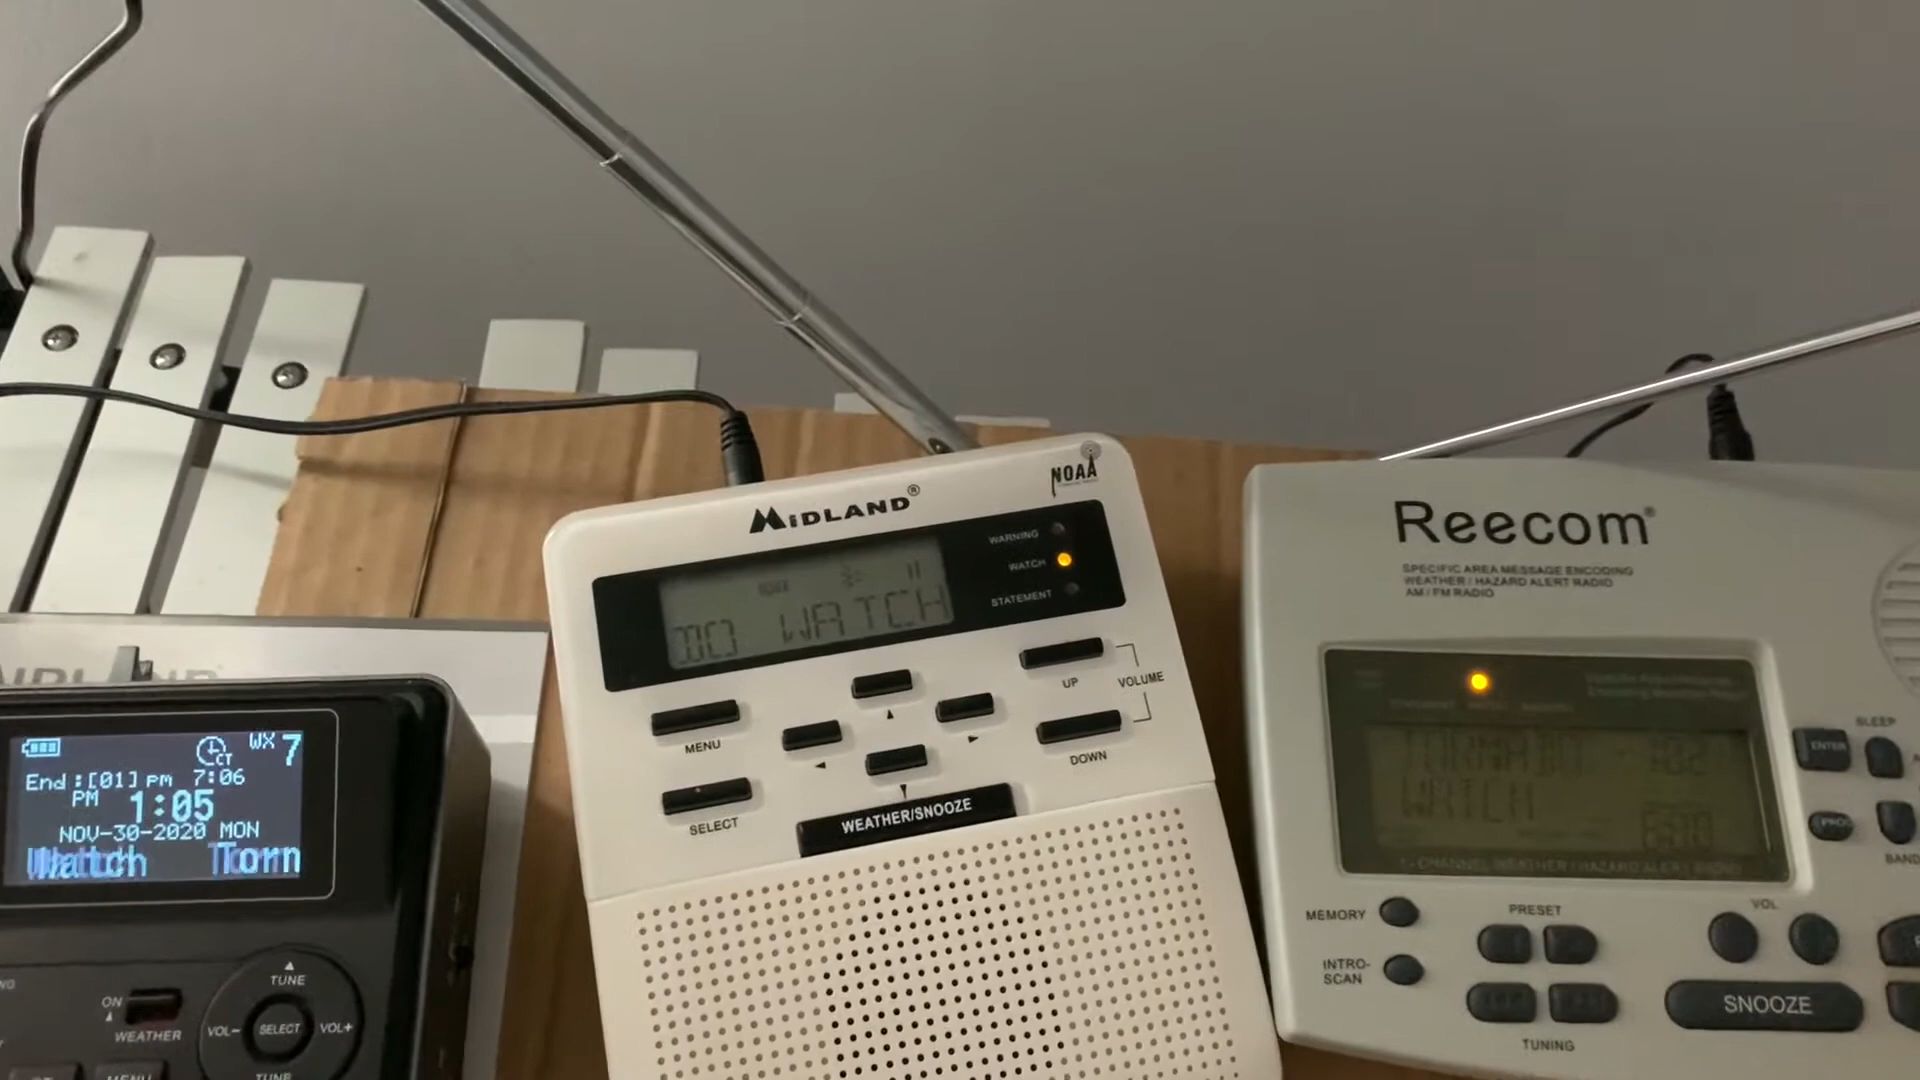 WX 7
End:[01] PM 7:06
PM 1:05
NOV-30-2020 MON
Watch Torn
ON
WEATHER
TUNE
VOL- SELECT VOL+
MIDLAND®
NOAA
WARNING
WATCH
STATEMENT
DO WATCH
MENU
SELECT
UP
VOLUME
DOWN
WEATHER/SNOOZE
Reecom®
SPECIFIC AREA MESSAGE ENCODING
WEATHER / HAZARD ALERT RADIO
AM / FM RADIO
TORNADO
WATCH
SLEEP
ENTER
MEMORY
PRESET
VOL
INTRO-
SCAN
SNOOZE
TUNING